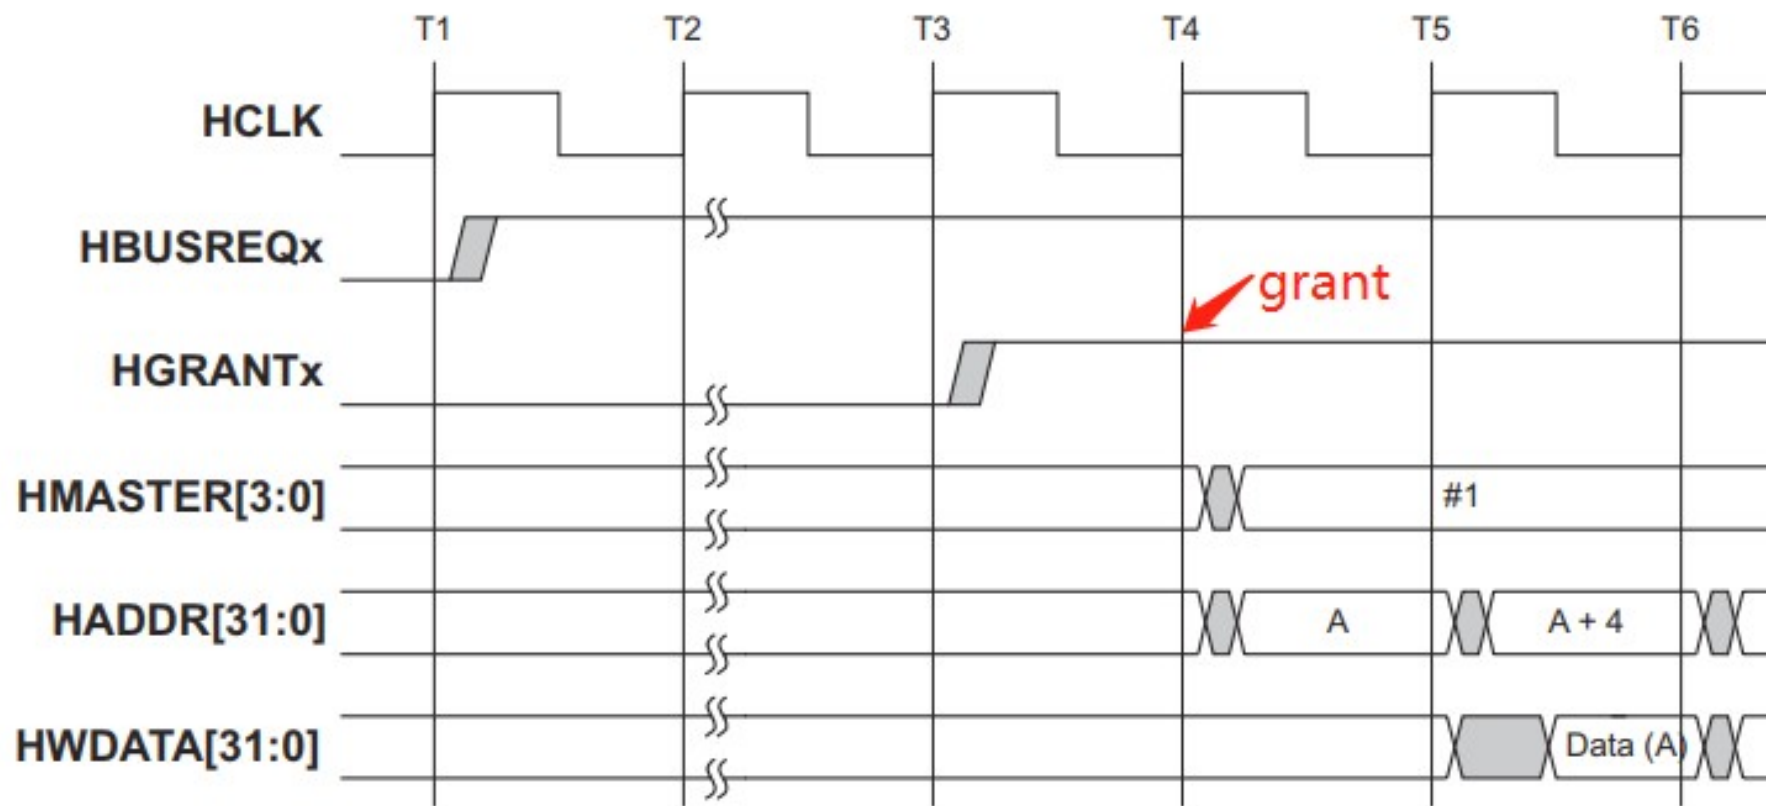 T1 T2 T3 T4 T5 T6
HCLK
HBUSREQx
grant
HGRANTx
HMASTER[3:0] #1
HADDR[31:0] A A + 4
HWDATA[31:0] Data (A)